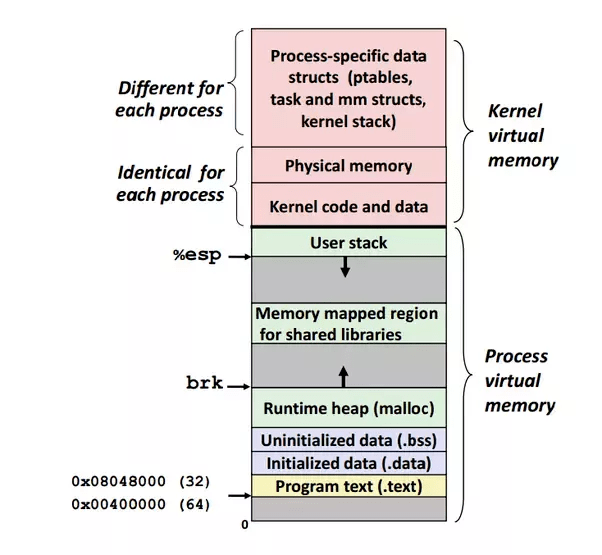 Process-specific data
structs (ptables,
task and mm structs,
kernel stack)
Different for
each process
Kernel
virtual
memory
Identical for
each process
Physical memory
Kernel code and data
User stack
%esp
Memory mapped region
for shared libraries
Process
virtual
memory
brk
Runtime heap (malloc)
Uninitialized data (.bss)
Initialized data (.data)
Program text (.text)
0x08048000 (32)
0x00400000 (64)
0